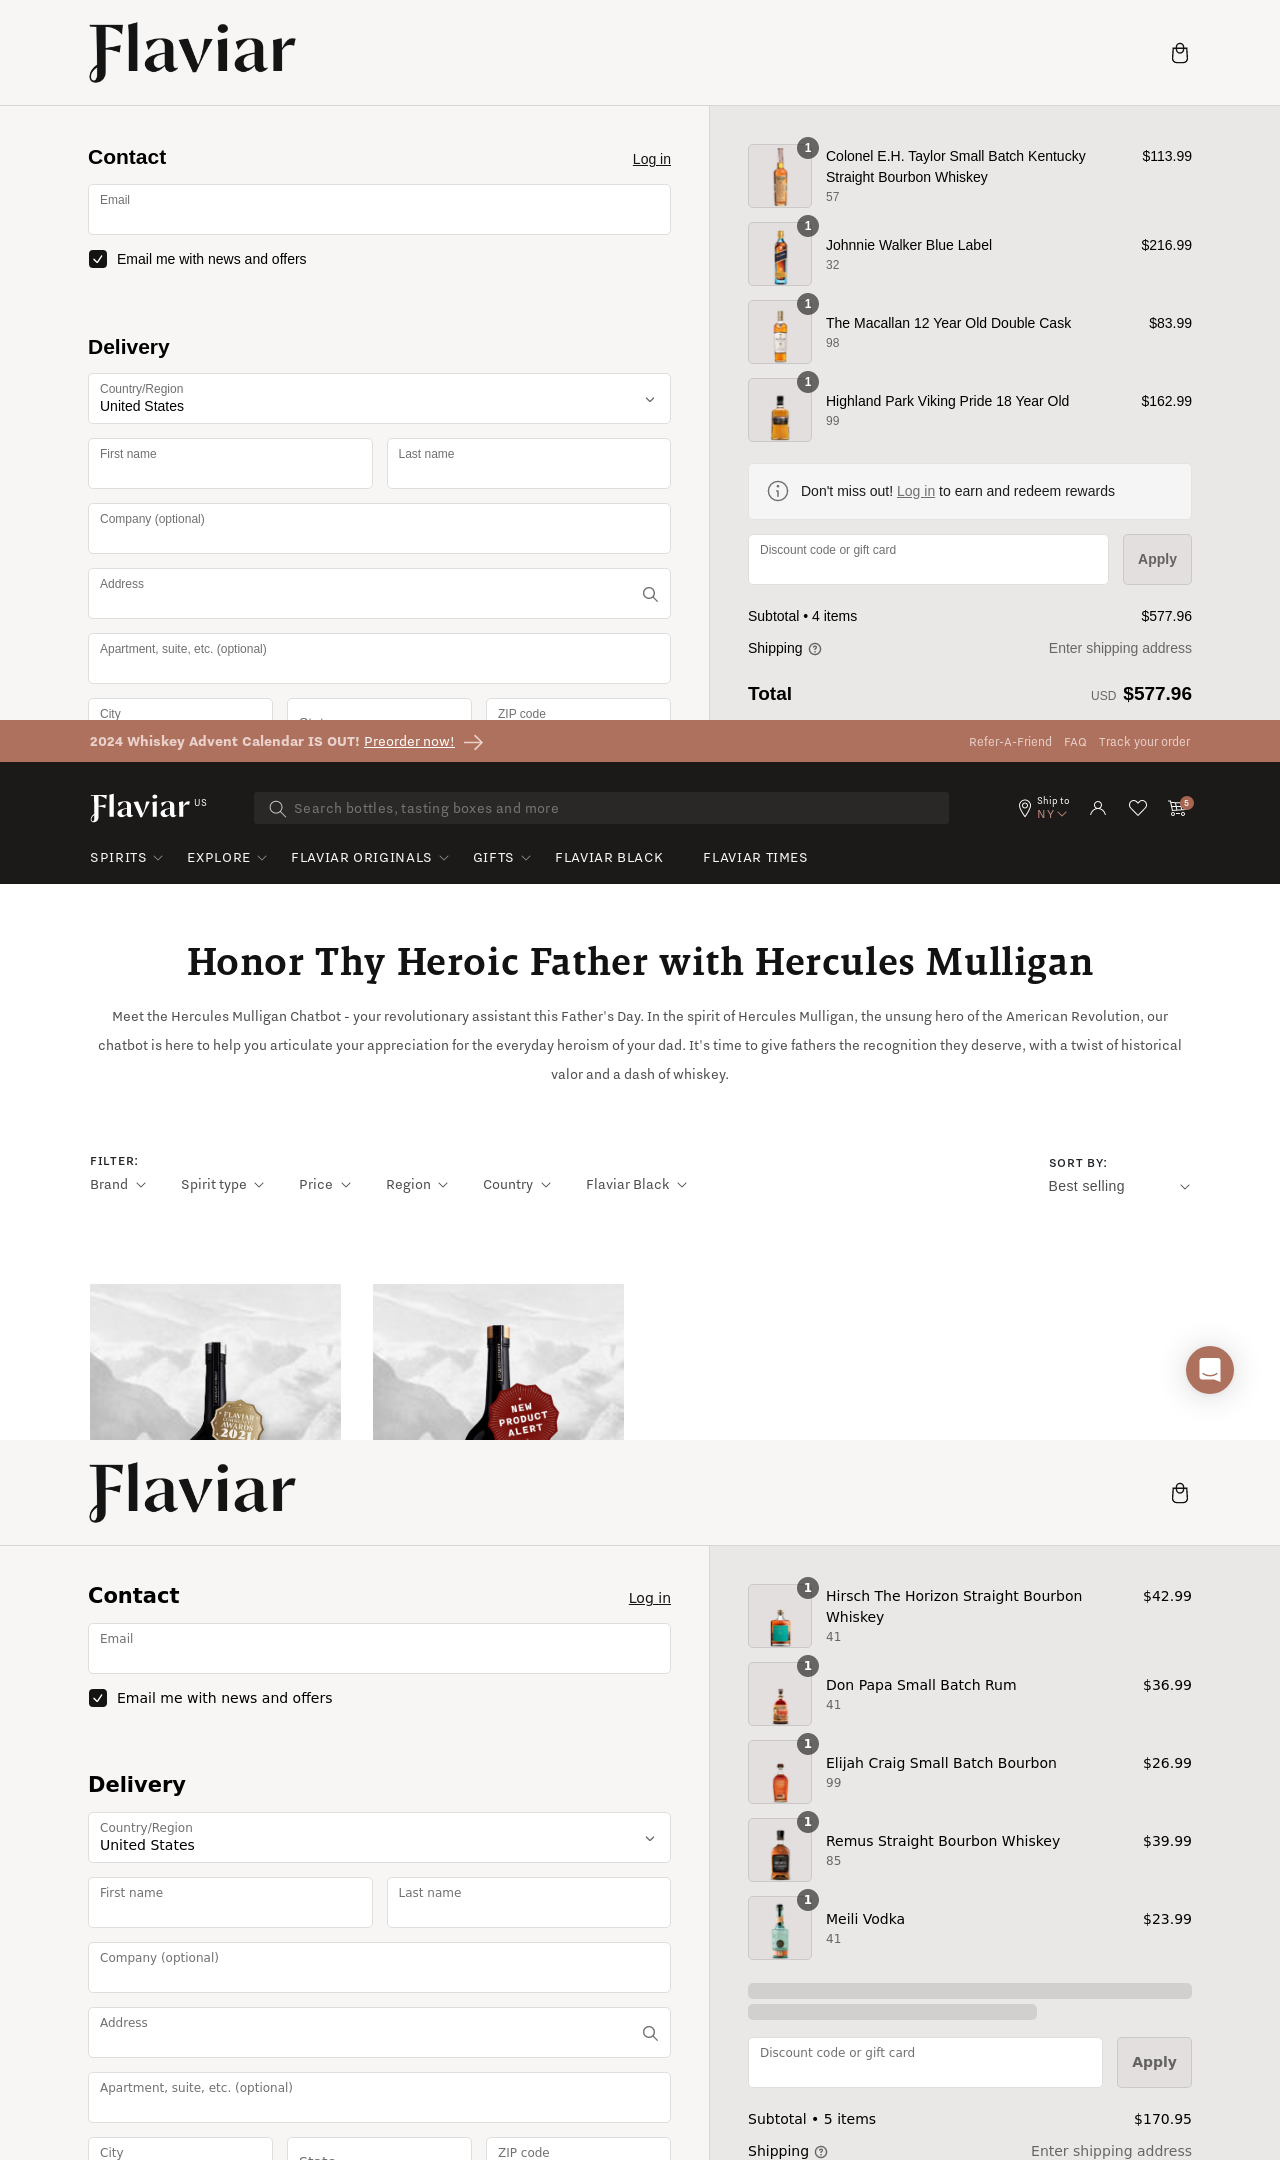 Flaviar
Contact
Log in
Email
Email me with news and offers
Delivery
Country/Region
United States
First name
Last name
Company (optional)
Address
Apartment, suite, etc. (optional)
City
State
ZIP code
1
Colonel E.H. Taylor Small Batch Kentucky
Straight Bourbon Whiskey
57
$113.99
1
Johnnie Walker Blue Label
32
$216.99
1
The Macallan 12 Year Old Double Cask
98
$83.99
1
Highland Park Viking Pride 18 Year Old
99
$162.99
Don't miss out! Log in to earn and redeem rewards
Discount code or gift card
Apply
Subtotal • 4 items
$577.96
Shipping
Enter shipping address
Total
USD $577.96
2024 Whiskey Advent Calendar IS OUT! Preorder now!
Refer-A-Friend FAQ Track your order
Flaviar US
Search bottles, tasting boxes and more
Ship to
NY
5
SPIRITS EXPLORE FLAVIAR ORIGINALS GIFTS FLAVIAR BLACK FLAVIAR TIMES
Honor Thy Heroic Father with Hercules Mulligan
Meet the Hercules Mulligan Chatbot - your revolutionary assistant this Father's Day. In the spirit of Hercules Mulligan, the unsung hero of the American Revolution, our
chatbot is here to help you articulate your appreciation for the everyday heroism of your dad. It's time to give fathers the recognition they deserve, with a twist of historical
valor and a dash of whiskey.
FILTER:
Brand Spirit type Price Region Country Flaviar Black
SORT BY:
Best selling
FLAVIAR
AWARDS
2021
NEW
PRODUCT
ALERT
Flaviar
Contact
Log in
Email
Email me with news and offers
Delivery
Country/Region
United States
First name
Last name
Company (optional)
Address
Apartment, suite, etc. (optional)
City
State
ZIP code
1
Hirsch The Horizon Straight Bourbon
Whiskey
41
$42.99
1
Don Papa Small Batch Rum
41
$36.99
1
Elijah Craig Small Batch Bourbon
99
$26.99
1
Remus Straight Bourbon Whiskey
85
$39.99
1
Meili Vodka
41
$23.99
Discount code or gift card
Apply
Subtotal • 5 items
$170.95
Shipping
Enter shipping address